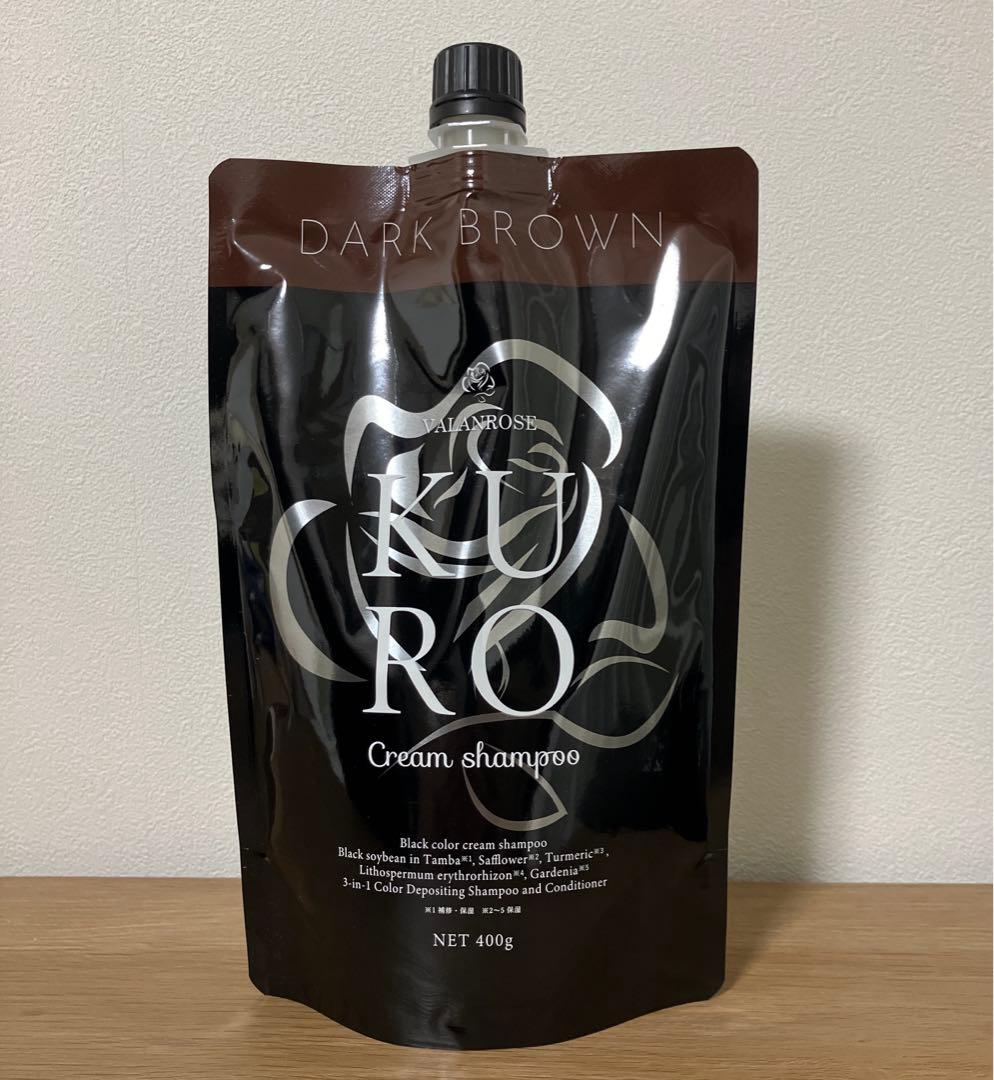 DARK BROWN
VALANROSE
KU
RO
Cream shampoo
Black color cream shampoo
Black soybean in Tamba※1, Safflower※2, Turmeric※3,
Lithospermum erythrorhizon※4, Gardenia※5
3-in-1 Color Depositing Shampoo and Conditioner
※1 補修・保湿 ※2〜5 保湿
NET 400g